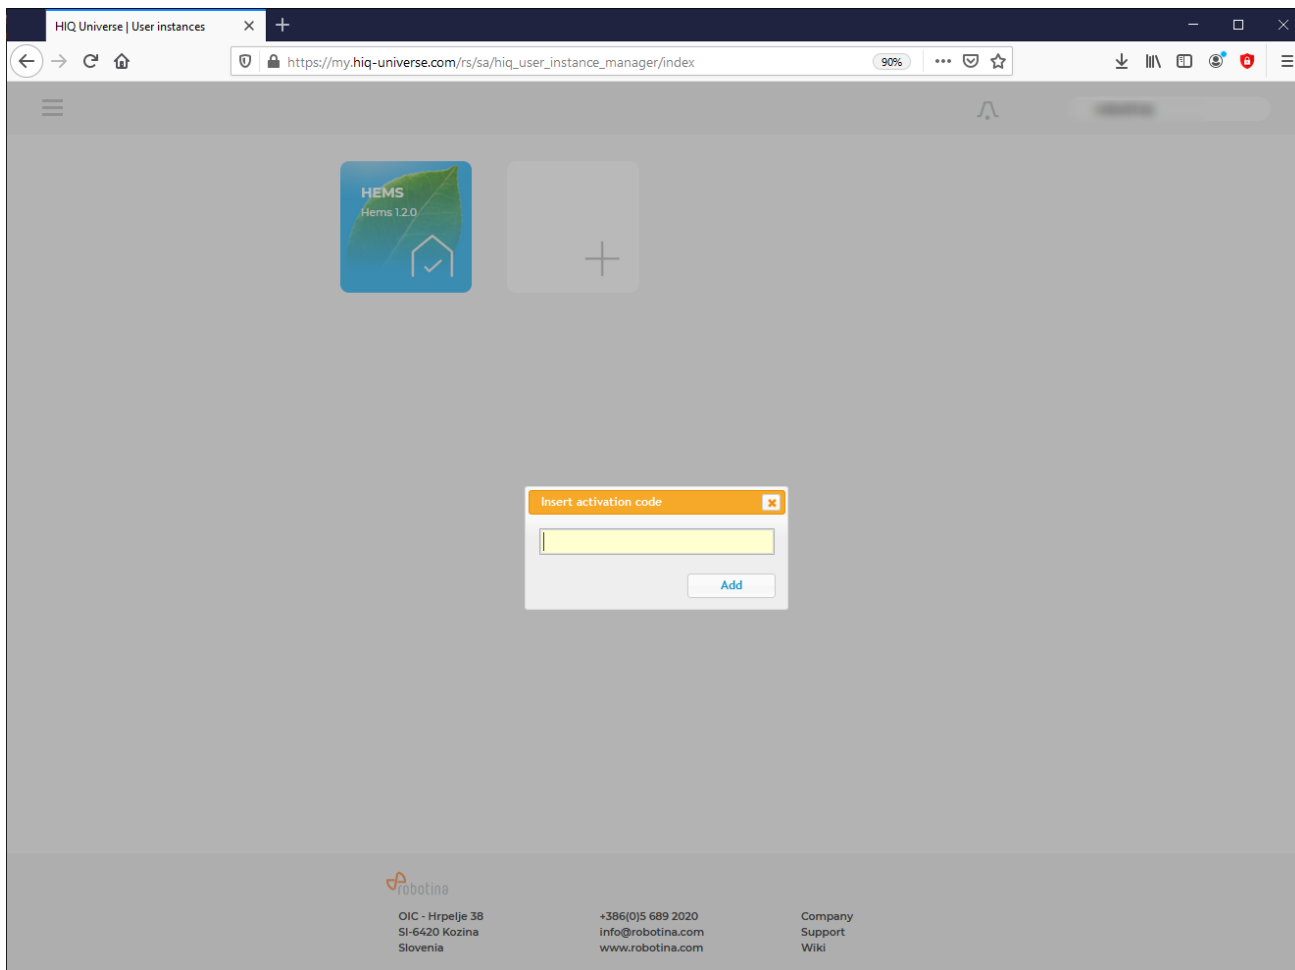 HIQ Universe | User instances
https://my.hiq-universe.com/rs/sa/hiq_user_instance_manager/index
90%
HEMS
Hems 1.2.0
Insert activation code
Add
robotina
OIC - Hrpelje 38
SI-6420 Kozina
Slovenia
+386(0)5 689 2020
info@robotina.com
www.robotina.com
Company
Support
Wiki